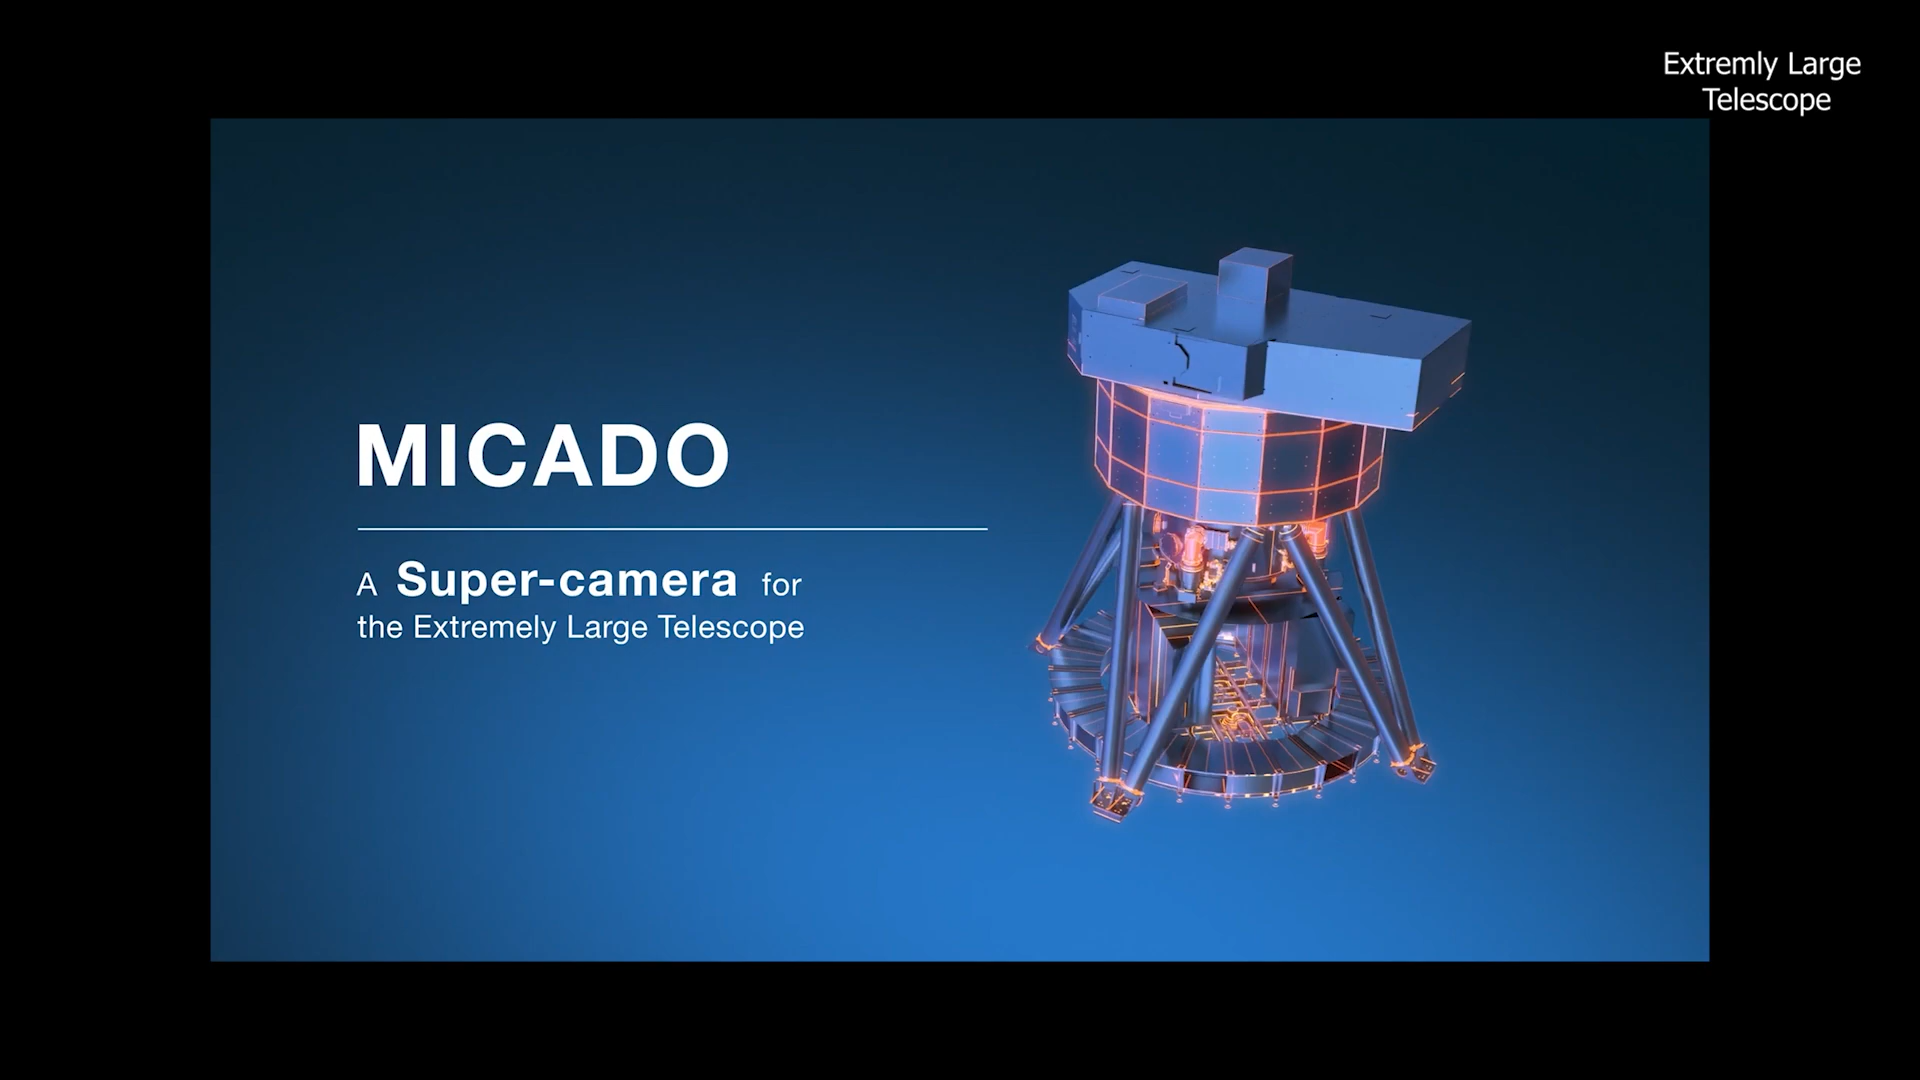 Extremly Large
Telescope
MICADO
A Super-camera for
the Extremely Large Telescope